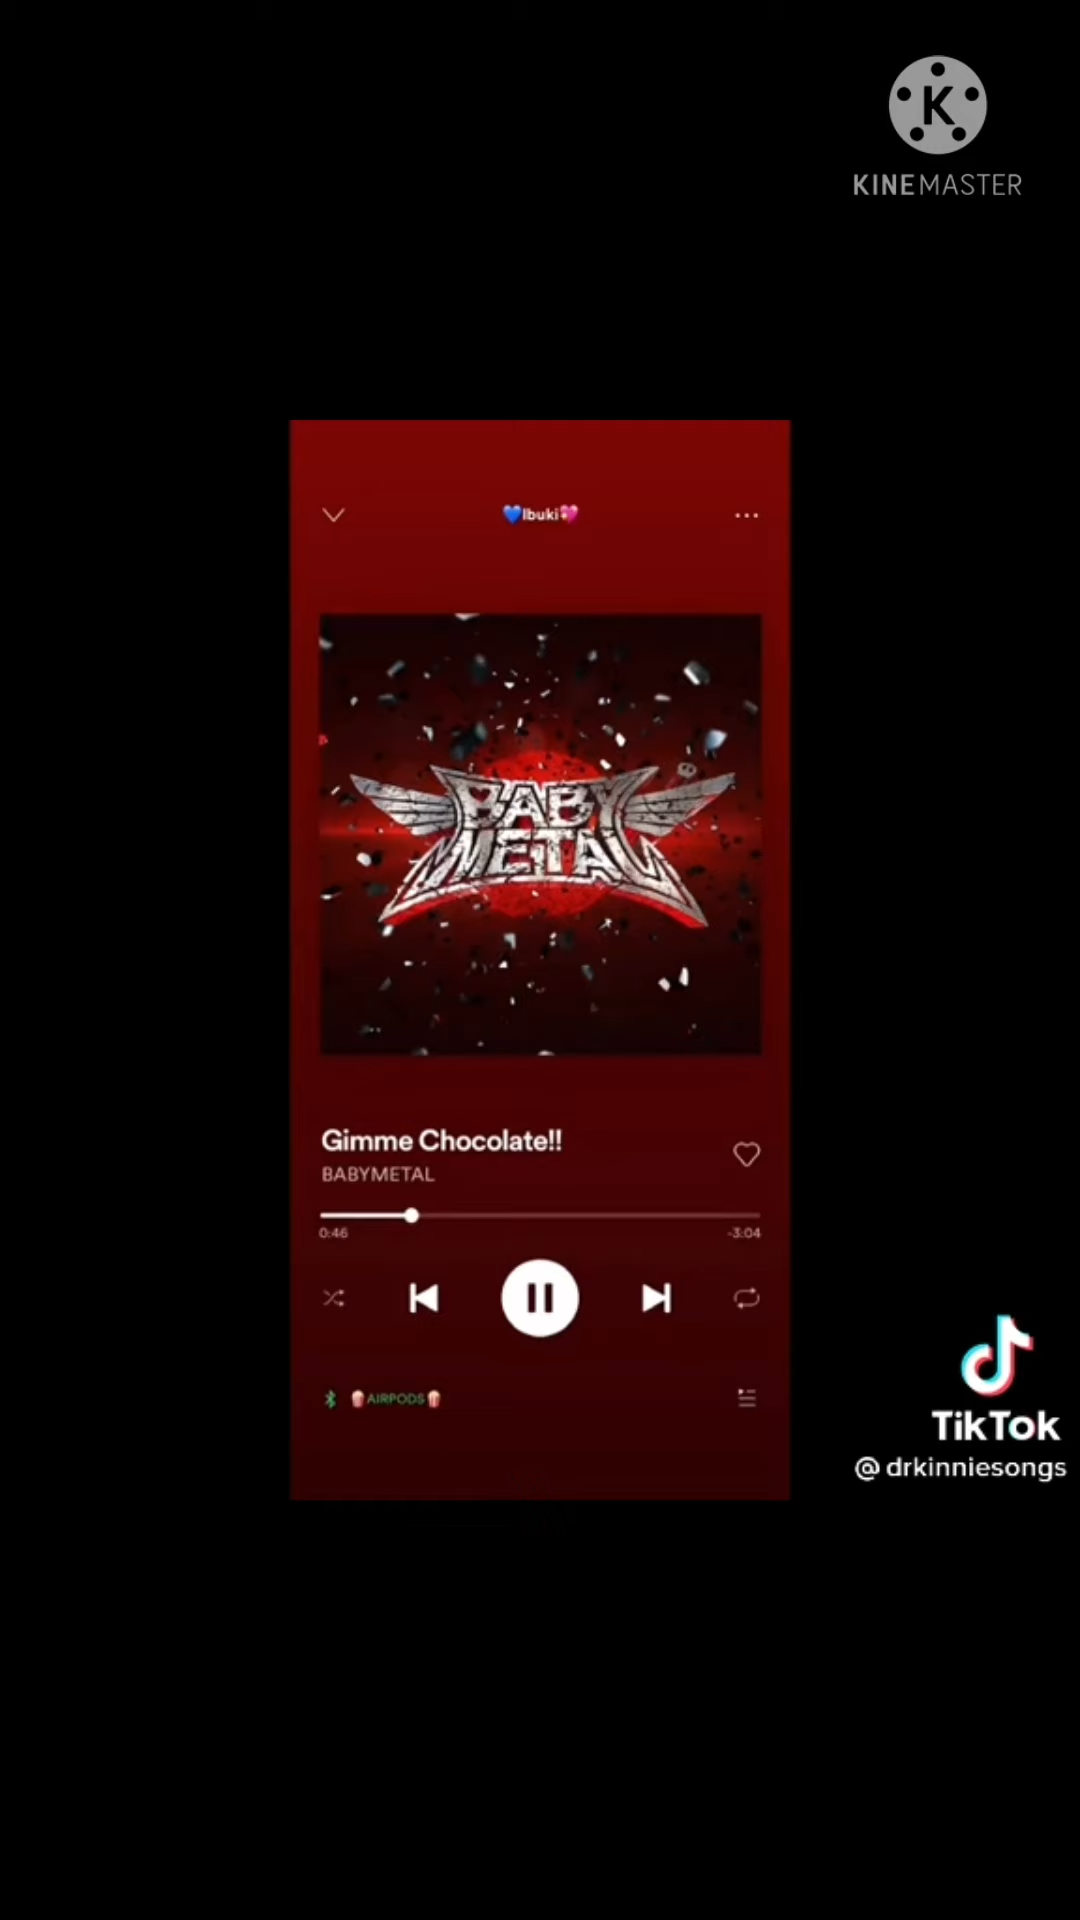 K
KINEMASTER
💙Ibuki💖
BABY
METAL
Gimme Chocolate!!
BABYMETAL
0:46
-3:04
🍿AIRPODS🍿
TikTok
@drkinniesongs